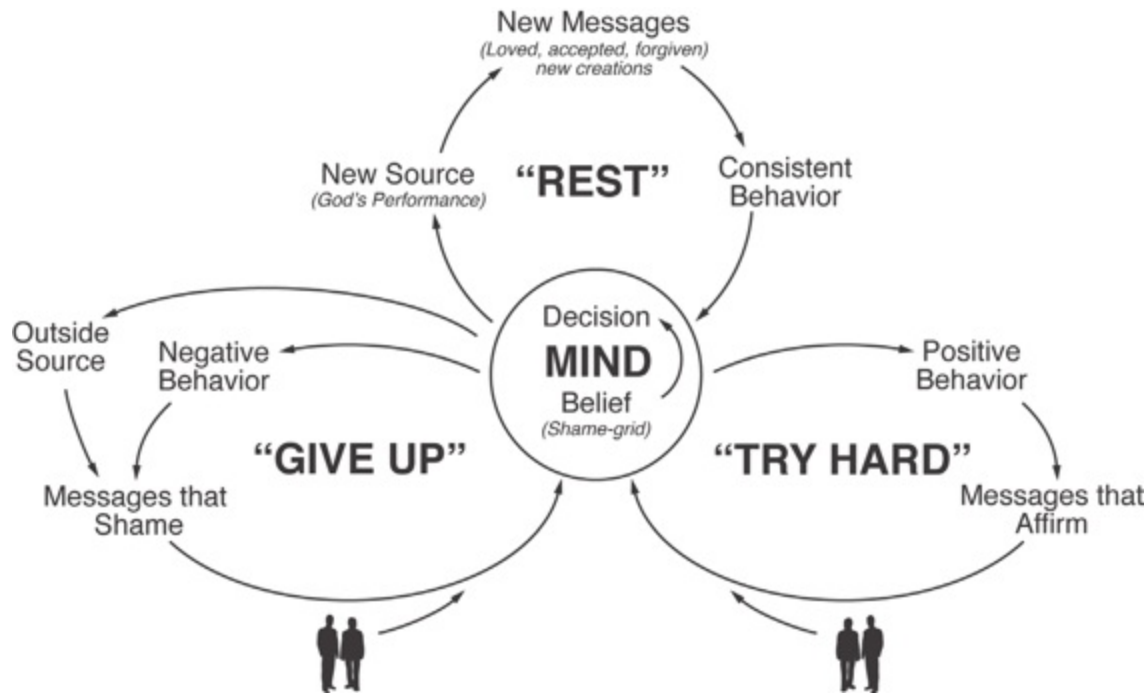 New Messages
(Loved, accepted, forgiven)
new creations
New Source
(God's Performance)
“REST”
Consistent
Behavior
Outside
Source
Negative
Behavior
Decision
MIND
Belief
(Shame-grid)
Positive
Behavior
“GIVE UP”
“TRY HARD”
Messages that
Shame
Messages that
Affirm